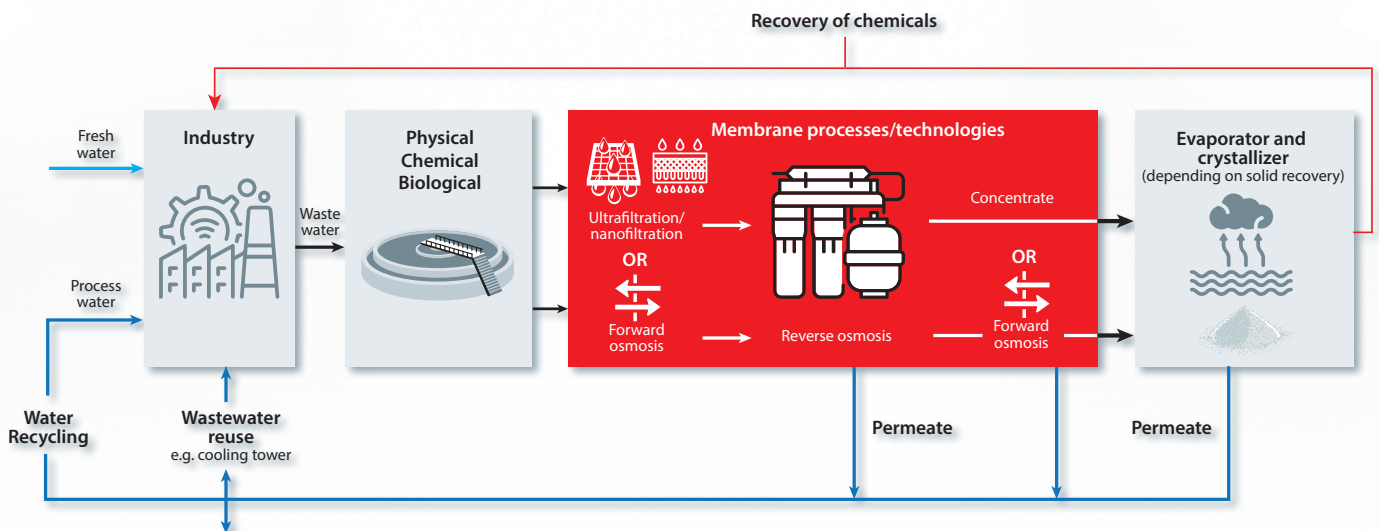 Recovery of chemicals
Fresh
water
Industry
Process
water
Waste
water
Physical
Chemical
Biological
Membrane processes/technologies
Ultrafiltration/
nanofiltration
OR
Forward
osmosis
Reverse osmosis
Concentrate
OR
Forward
osmosis
Evaporator and
crystallizer
(depending on solid recovery)
Water
Recycling
Wastewater
reuse
e.g. cooling tower
Permeate
Permeate